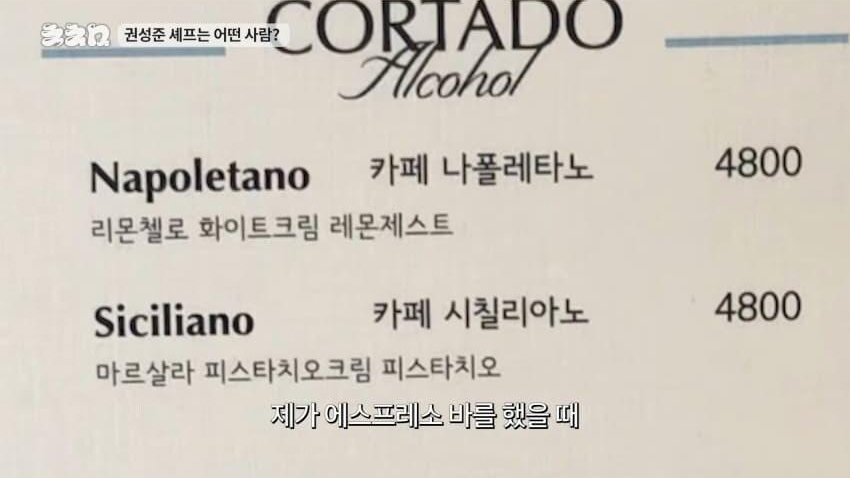 권성준 셰프는 어떤 사람?
CORTADO
Alcohol
Napoletano 카페 나폴레타노 4800
리몬첼로 화이트크림 레몬제스트
Siciliano 카페 시칠리아노 4800
마르살라 피스타치오크림 피스타치오
제가 에스프레소 바를 했을 때